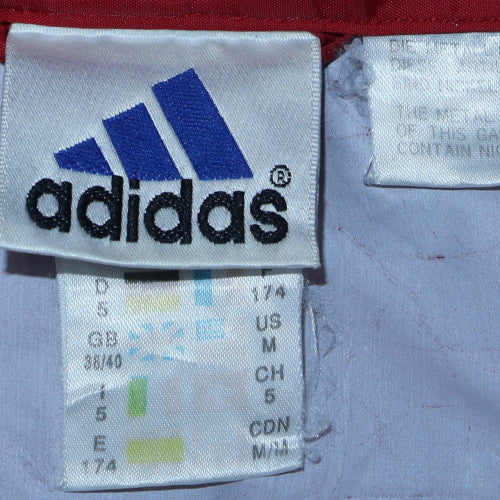 adidas®
THE METAL
OF THIS GA
CONTAIN NIC
D
5
174
GB
38/40
US
M
I
5
CH
5
E
174
CDN
M/M